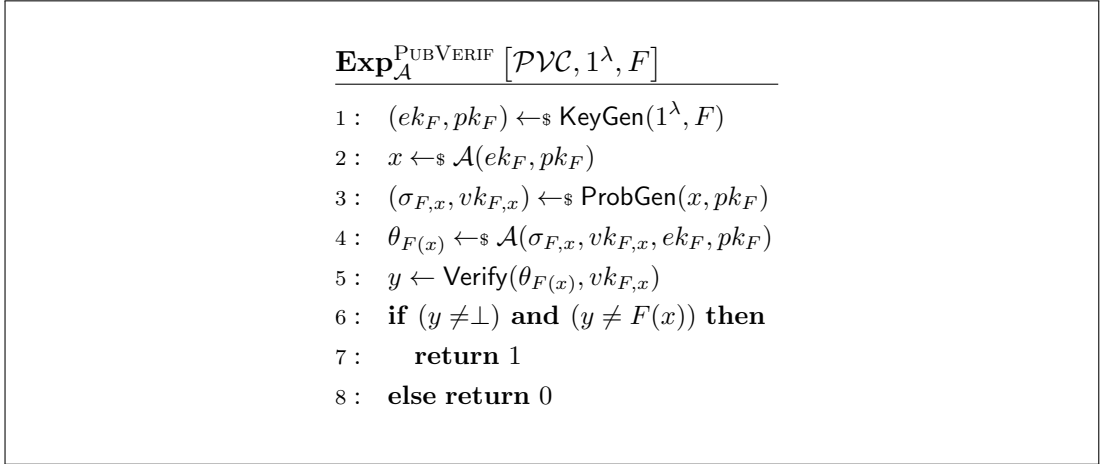 Exp_𝒜^PubVerif [𝒫𝒱𝒞, 1^λ, F]
1 : (ek_F, pk_F) ←$ KeyGen(1^λ, F)
2 : x ←$ 𝒜(ek_F, pk_F)
3 : (σ_{F,x}, vk_{F,x}) ←$ ProbGen(x, pk_F)
4 : θ_{F(x)} ←$ 𝒜(σ_{F,x}, vk_{F,x}, ek_F, pk_F)
5 : y ← Verify(θ_{F(x)}, vk_{F,x})
6 : if (y ≠⊥) and (y ≠ F(x)) then
7 : return 1
8 : else return 0